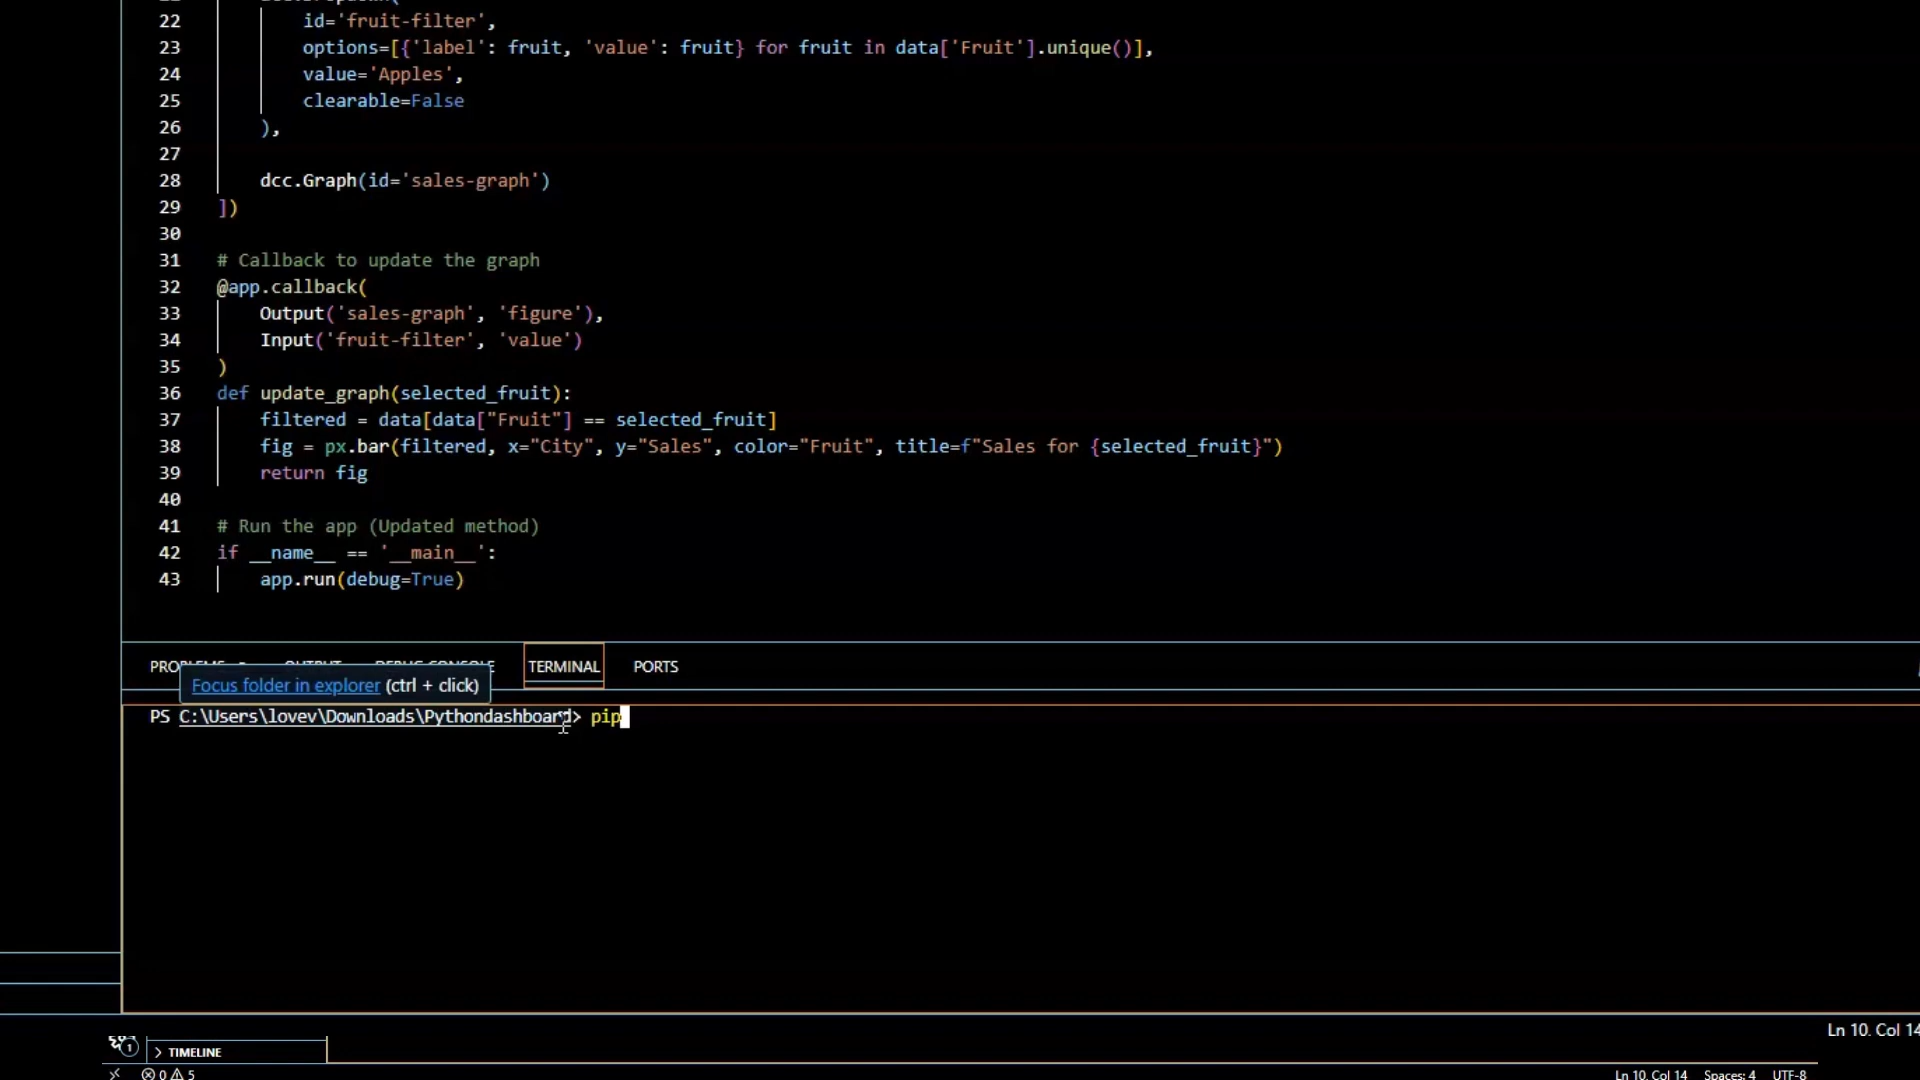 22 id='fruit-filter',
23 options=[{'label': fruit, 'value': fruit} for fruit in data['Fruit'].unique()],
24 value='Apples',
25 clearable=False
26 ),
27
28 dcc.Graph(id='sales-graph')
29 ])
30
31 # Callback to update the graph
32 @app.callback(
33 Output('sales-graph', 'figure'),
34 Input('fruit-filter', 'value')
35 )
36 def update_graph(selected_fruit):
37 filtered = data[data["Fruit"] == selected_fruit]
38 fig = px.bar(filtered, x="City", y="Sales", color="Fruit", title=f"Sales for {selected_fruit}")
39 return fig
40
41 # Run the app (Updated method)
42 if __name__ == '__main__':
43 app.run(debug=True)
PROBLEMS OUTPUT DEBUG CONSOLE TERMINAL PORTS
Focus folder in explorer (ctrl + click)
PS C:\Users\lovev\Downloads\Pythondashboard> pip
Ln 10, Col 14
1
> TIMELINE
0 5 Ln 10, Col 14 Spaces: 4 UTF-8